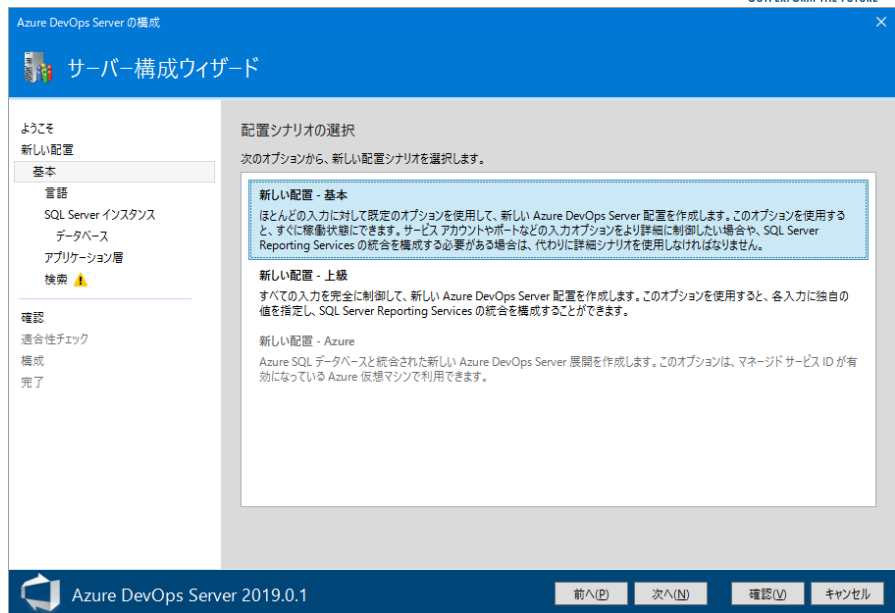 Azure DevOps Server の構成
サーバー構成ウィザード
ようこそ
新しい配置
基本
言語
SQL Server インスタンス
データベース
アプリケーション層
検索
確認
適合性チェック
構成
完了
配置シナリオの選択
次のオプションから、新しい配置シナリオを選択します。
新しい配置 - 基本
ほとんどの入力に対して既定のオプションを使用して、新しい Azure DevOps Server 配置を作成します。このオプションを使用する
と、すぐに稼働状態にできます。サービス アカウントやポートなどの入力オプションをより詳細に制御したい場合や、SQL Server
Reporting Services の統合を構成する必要がある場合は、代わりに詳細シナリオを使用しなければなりません。
新しい配置 - 上級
すべての入力を完全に制御して、新しい Azure DevOps Server 配置を作成します。このオプションを使用すると、各入力に独自の
値を指定し、SQL Server Reporting Services の統合を構成することができます。
新しい配置 - Azure
Azure SQL データベースと統合された新しい Azure DevOps Server 展開を作成します。このオプションは、マネージド サービス ID が有
効になっている Azure 仮想マシンで利用できます。
Azure DevOps Server 2019.0.1
前へ(P)
次へ(N)
確認(V)
キャンセル